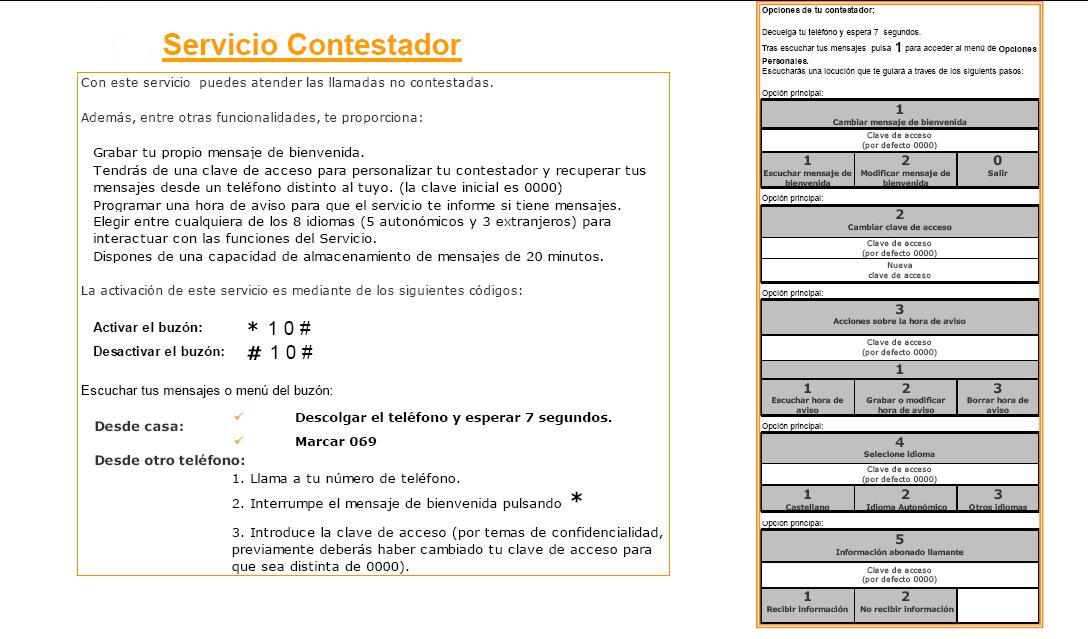 Servicio Contestador
Con este servicio puedes atender las llamadas no contestadas.
Además, entre otras funcionalidades, te proporciona:
Grabar tu propio mensaje de bienvenida.
Tendrás de una clave de acceso para personalizar tu contestador y recuperar tus
mensajes desde un teléfono distinto al tuyo. (la clave inicial es 0000)
Programar una hora de aviso para que el servicio te informe si tiene mensajes.
Elegir entre cualquiera de los 8 idiomas (5 autonómicos y 3 extranjeros) para
interactuar con las funciones del Servicio.
Dispones de una capacidad de almacenamiento de mensajes de 20 minutos.
La activación de este servicio es mediante de los siguientes códigos:
Activar el buzón: * 1 0 #
Desactivar el buzón: # 1 0 #
Escuchar tus mensajes o menú del buzón:
Desde casa:
✓ Descolgar el teléfono y esperar 7 segundos.
✓ Marcar 069
Desde otro teléfono:
1. Llama a tu número de teléfono.
2. Interrumpe el mensaje de bienvenida pulsando *
3. Introduce la clave de acceso (por temas de confidencialidad,
previamente deberás haber cambiado tu clave de acceso para
que sea distinta de 0000).
Opciones de tu contestador:
Decuelga tu teléfono y espera 7 segundos.
Tras escuchar tus mensajes pulsa 1 para acceder al menú de Opciones
Personales.
Escucharás una locución que te guiará a traves de los siguients pasos:
Opción principal:
1
Cambiar mensaje de bienvenida
Clave de acceso
(por defecto 0000)
1 2 0
Escuchar mensaje de Modificar mensaje de Salir
bienvenida bienvenida
Opción principal:
2
Cambiar clave de acceso
Clave de acceso
(por defecto 0000)
Nueva
clave de acceso
Opción principal:
3
Acciones sobre la hora de aviso
Clave de acceso
(por defecto 0000)
1
1 2 3
Escuchar hora de Grabar o modificar Borrar hora de
aviso hora de aviso aviso
Opción principal:
4
Selecione idioma
Clave de acceso
(por defecto 0000)
1 2 3
Castellano Idioma Autonómico Otros idiomas
Opción principal:
5
Información abonado llamante
Clave de acceso
(por defecto 0000)
1 2
Recibir información No recibir información